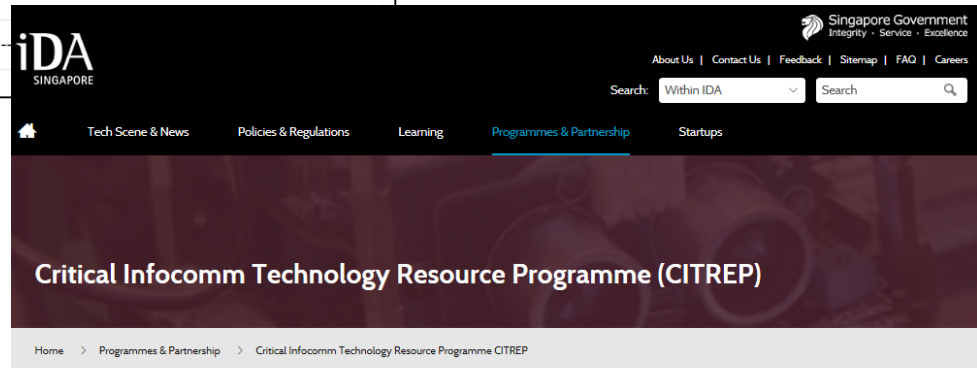 iDA
SINGAPORE
Singapore Government
Integrity · Service · Excellence
About Us | Contact Us | Feedback | Sitemap | FAQ | Careers
Search: Within IDA Search
Tech Scene & News Policies & Regulations Learning Programmes & Partnership Startups
Critical Infocomm Technology Resource Programme (CITREP)
Home > Programmes & Partnership > Critical Infocomm Technology Resource Programme CITREP